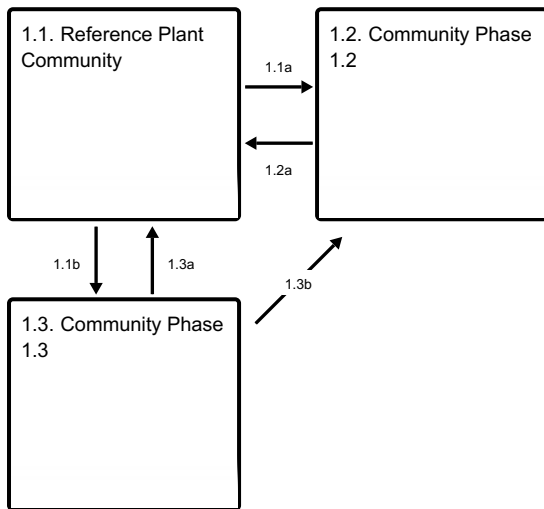 1.1. Reference Plant
Community
1.1a
1.2. Community Phase
1.2
1.2a
1.1b
1.3a
1.3b
1.3. Community Phase
1.3